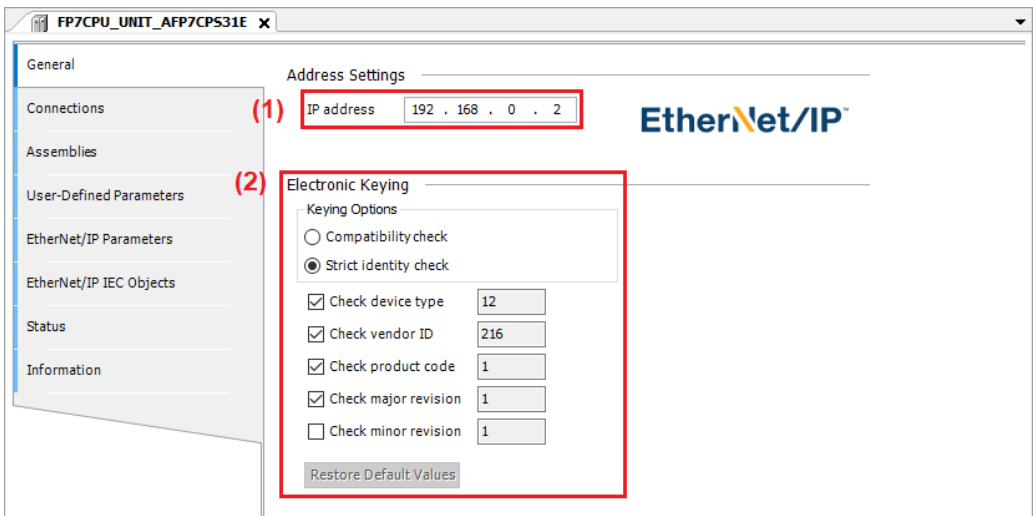 FP7CPU_UNIT_AFP7CPS31E
General
Connections
Assemblies
User-Defined Parameters
EtherNet/IP Parameters
EtherNet/IP IEC Objects
Status
Information
Address Settings
(1) IP address 192 . 168 . 0 . 2
EtherNet/IP™
(2) Electronic Keying
Keying Options
Compatibility check
Strict identity check
Check device type 12
Check vendor ID 216
Check product code 1
Check major revision 1
Check minor revision 1
Restore Default Values